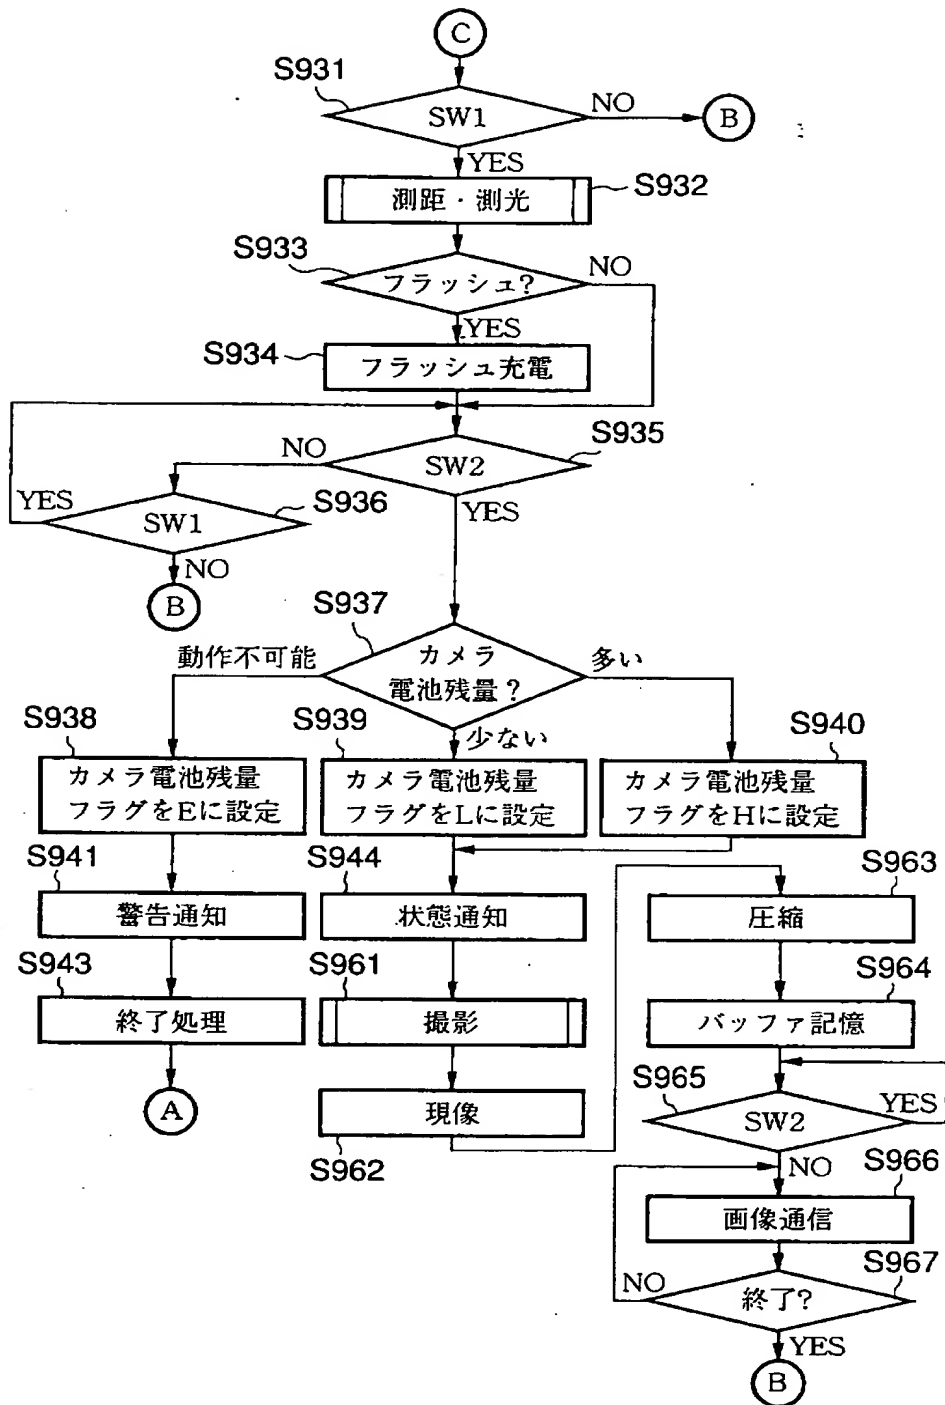 C
S931
SW1
NO
B
YES
測距・測光
S932
S933
フラッシュ?
NO
YES
S934
フラッシュ充電
S935
NO
SW2
YES
S936
YES
SW1
NO
B
S937
動作不可能
カメラ
電池残量?
多い
少ない
S938
カメラ電池残量
フラグをEに設定
S939
カメラ電池残量
フラグをLに設定
S940
カメラ電池残量
フラグをHに設定
S941
警告通知
S944
状態通知
S963
圧縮
S943
終了処理
S961
撮影
S964
バッファ記憶
A
現像
S962
S965
SW2
YES
NO
S966
画像通信
S967
NO
終了?
YES
B